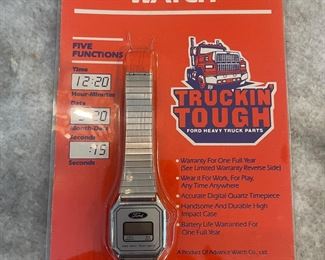 WATCH
FIVE
FUNCTIONS
Time
12:20
Hour-Minutes
Date
20
Month-Date
Seconds
:15
Seconds
TRUCKIN'
TOUGH
FORD HEAVY TRUCK PARTS
• Warranty For One Full Year
(See Limited Warranty Reverse Side)
• Wear it For Work, For Play,
Any Time Anywhere
• Accurate Digital Quartz Timepiece
• Handsome And Durable High
Impact Case
• Battery Life Warrantied For
One Full Year
Ford
A Product Of Advance Watch Co., Ltd.